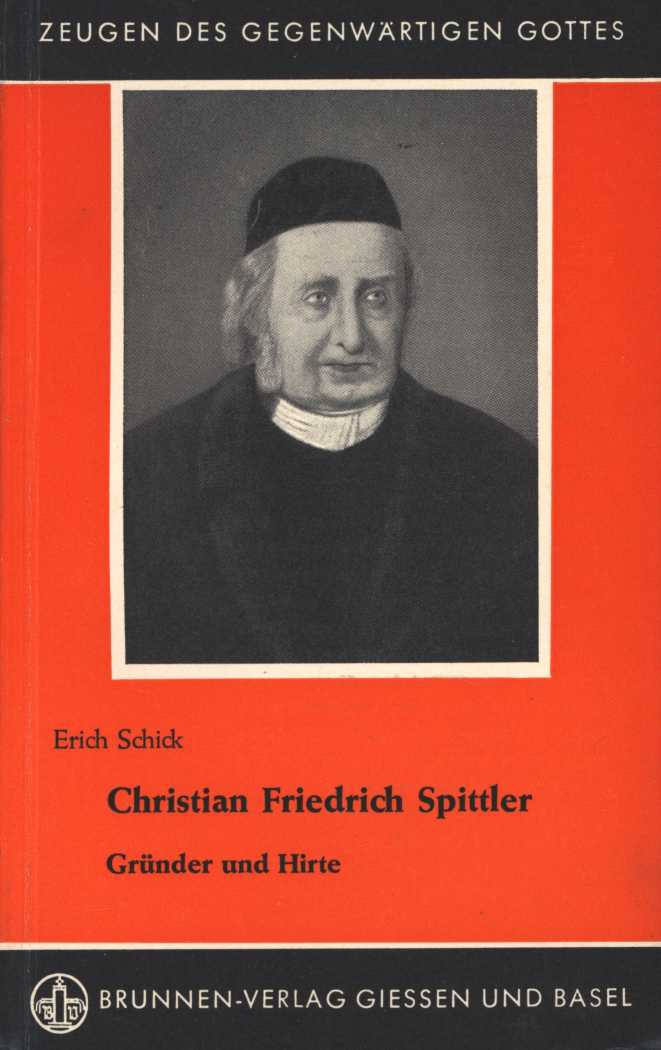 ZEUGEN DES GEGENWÄRTIGEN GOTTES
Erich Schick
Christian Friedrich Spittler
Gründer und Hirte
B V
BRUNNEN-VERLAG GIESSEN UND BASEL